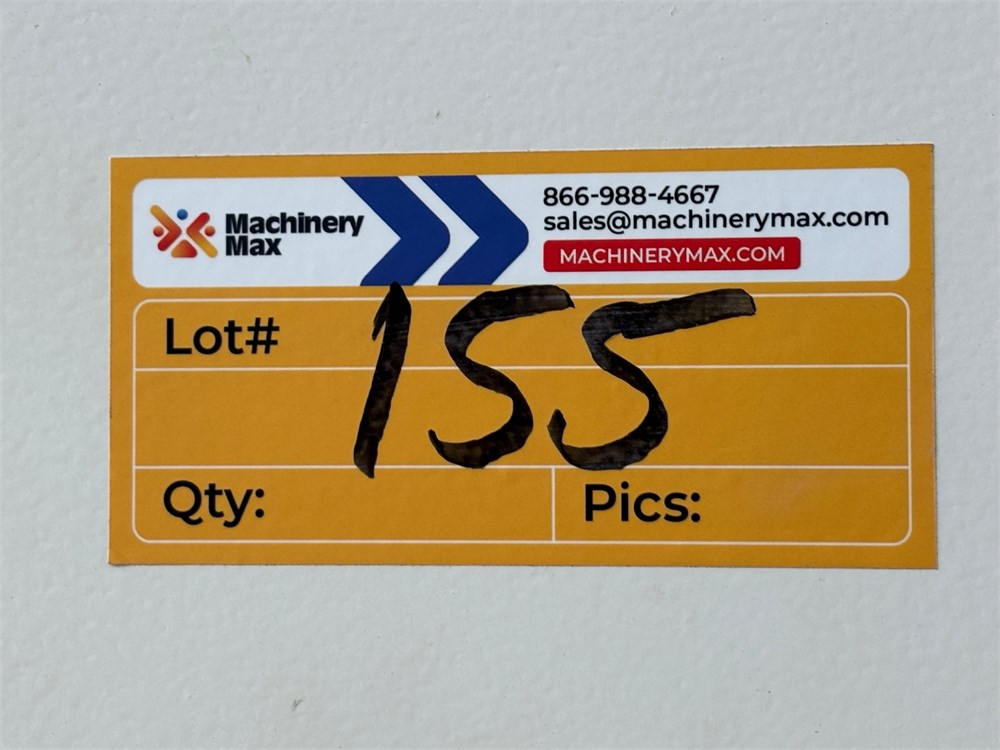 Machinery
Max
866-988-4667
sales@machinerymax.com
MACHINERYMAX.COM
Lot# 155
Qty:
Pics: